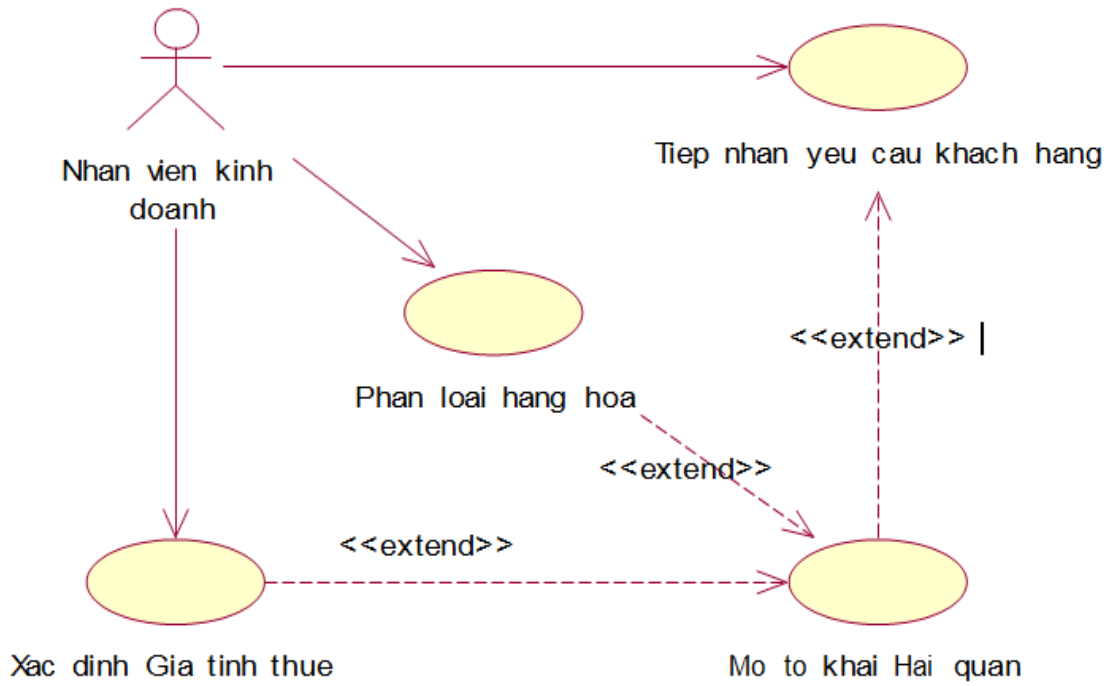 Tiep nhan yeu cau khach hang
Nhan vien kinh
doanh
<<extend>>
Phan loai hang hoa
<<extend>>
<<extend>>
Xac dinh Gia tinh thue
Mo to khai Hai quan